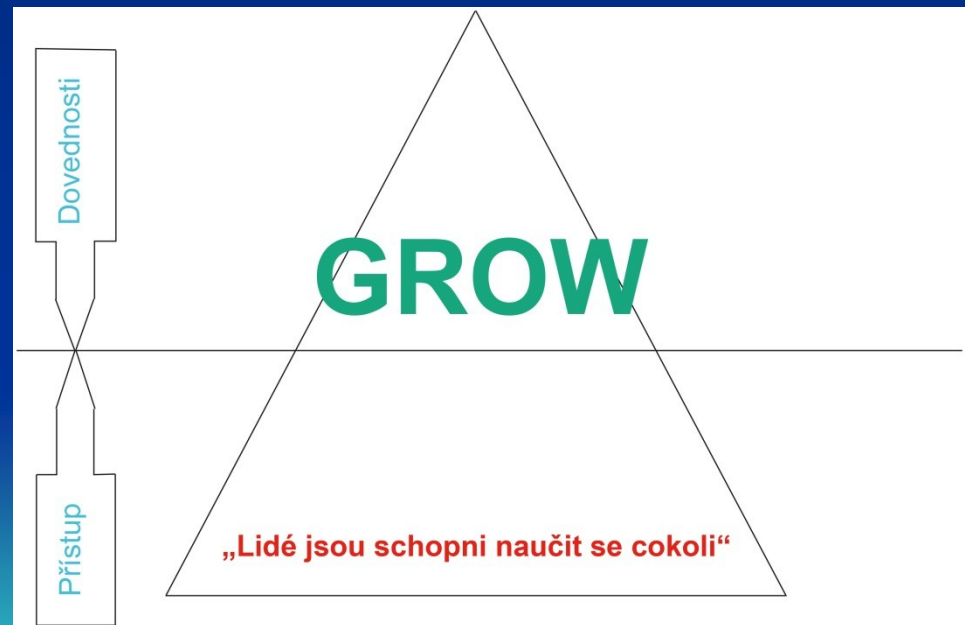 Dovednosti
GROW
Přístup
„Lidé jsou schopni naučit se cokoli“